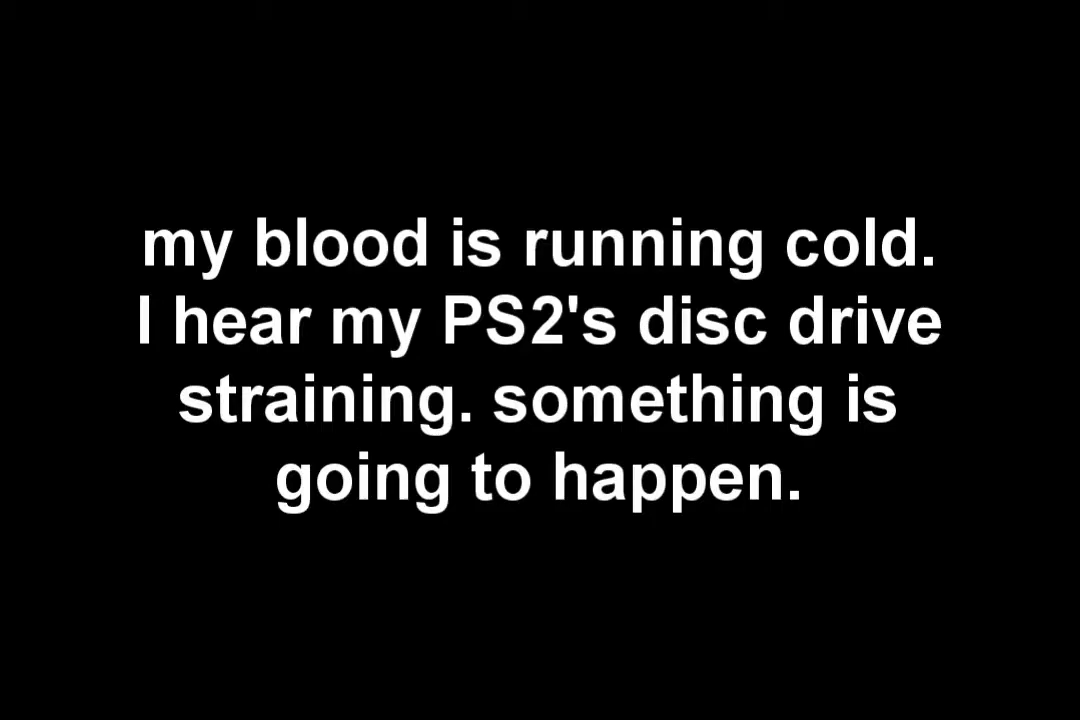 my blood is running cold.
I hear my PS2's disc drive
straining. something is
going to happen.